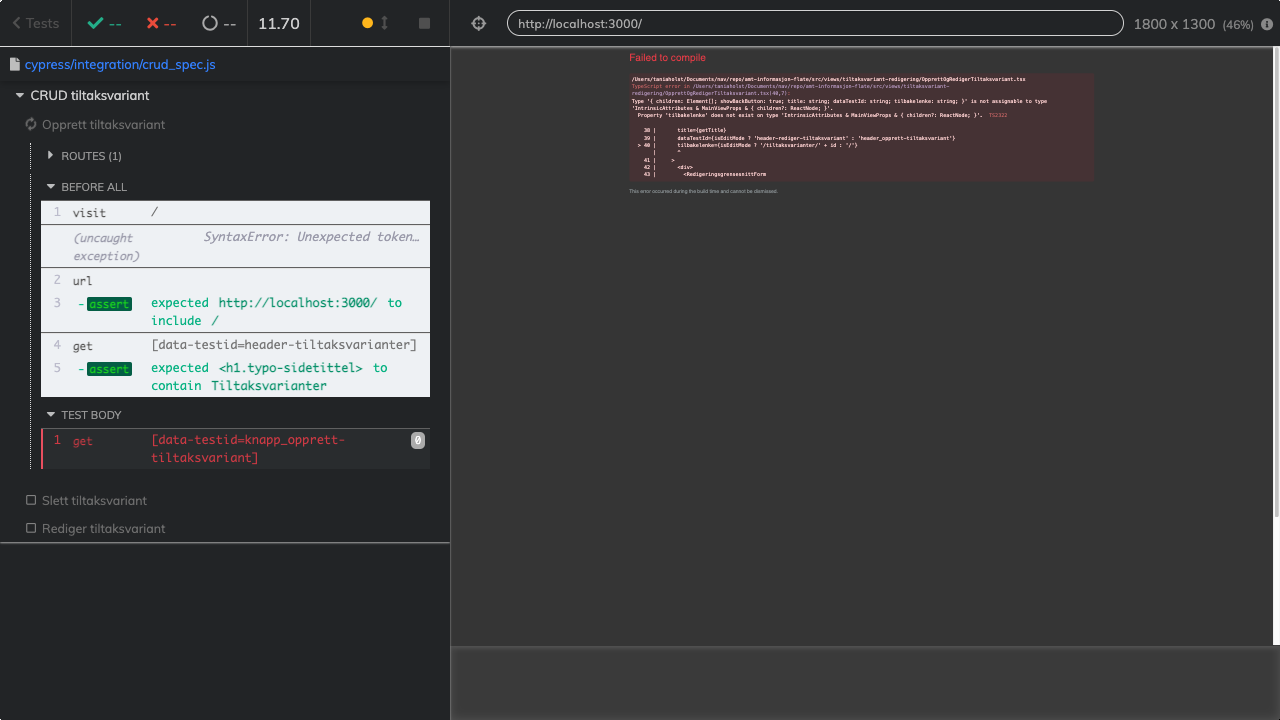 Tests
--
--
--
11.70
http://localhost:3000/
1800 x 1300 (46%)
cypress/integration/crud_spec.js
CRUD tiltaksvariant
Opprett tiltaksvariant
ROUTES (1)
BEFORE ALL
1 visit /
(uncaught exception) SyntaxError: Unexpected token…
2 url
3 - assert expected http://localhost:3000/ to
include /
4 get [data-testid=header-tiltaksvarianter]
5 - assert expected <h1.typo-sidetittel> to
contain Tiltaksvarianter
TEST BODY
1 get [data-testid=knapp_opprett-
tiltaksvariant] 0
Slett tiltaksvariant
Rediger tiltaksvariant
Failed to compile
/Users/taniaholst/Documents/nav/repo/amt-informasjon-flate/src/views/tiltaksvariant-redigering/OpprettOgRedigerTiltaksvariant.tsx
TypeScript error in /Users/taniaholst/Documents/nav/repo/amt-informasjon-flate/src/views/tiltaksvariant-
redigering/OpprettOgRedigerTiltaksvariant.tsx(40,7):
Type '{ children: Element[]; showBackButton: true; title: string; dataTestId: string; tilbakelenke: string; }' is not assignable to type
'IntrinsicAttributes & MainViewProps & { children?: ReactNode; }'.
Property 'tilbakelenke' does not exist on type 'IntrinsicAttributes & MainViewProps & { children?: ReactNode; }'. TS2322
38 | title={getTitle}
39 | dataTestId={isEditMode ? 'header-rediger-tiltaksvariant' : 'header_opprett-tiltaksvariant'}
> 40 | tilbakelenke={isEditMode ? '/tiltaksvarianter/' + id : '/'}
| ^
41 | >
42 | <div>
43 | <RedigeringsgrensesnittForm
This error occurred during the build time and cannot be dismissed.